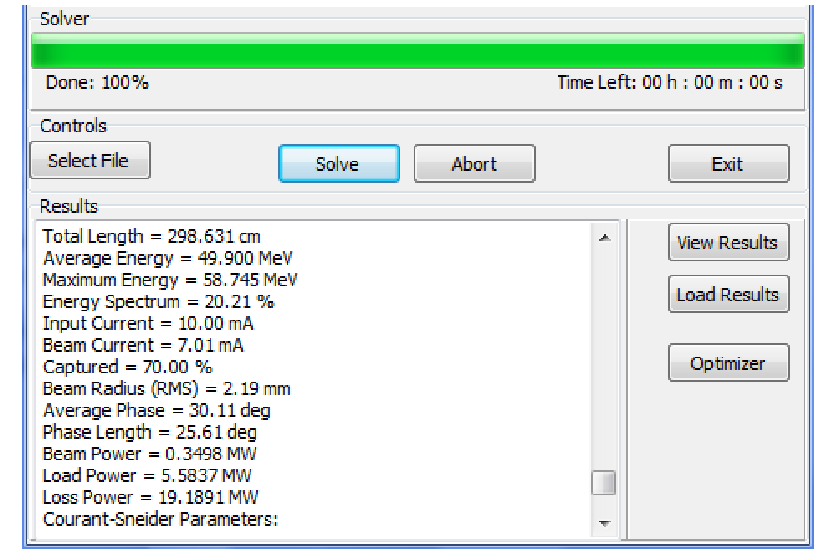 Solver
Done: 100%
Time Left: 00 h : 00 m : 00 s
Controls
Select File
Solve
Abort
Exit
Results
Total Length = 298.631 cm
Average Energy = 49.900 MeV
Maximum Energy = 58.745 MeV
Energy Spectrum = 20.21 %
Input Current = 10.00 mA
Beam Current = 7.01 mA
Captured = 70.00 %
Beam Radius (RMS) = 2.19 mm
Average Phase = 30.11 deg
Phase Length = 25.61 deg
Beam Power = 0.3498 MW
Load Power = 5.5837 MW
Loss Power = 19.1891 MW
Courant-Sneider Parameters:
View Results
Load Results
Optimizer